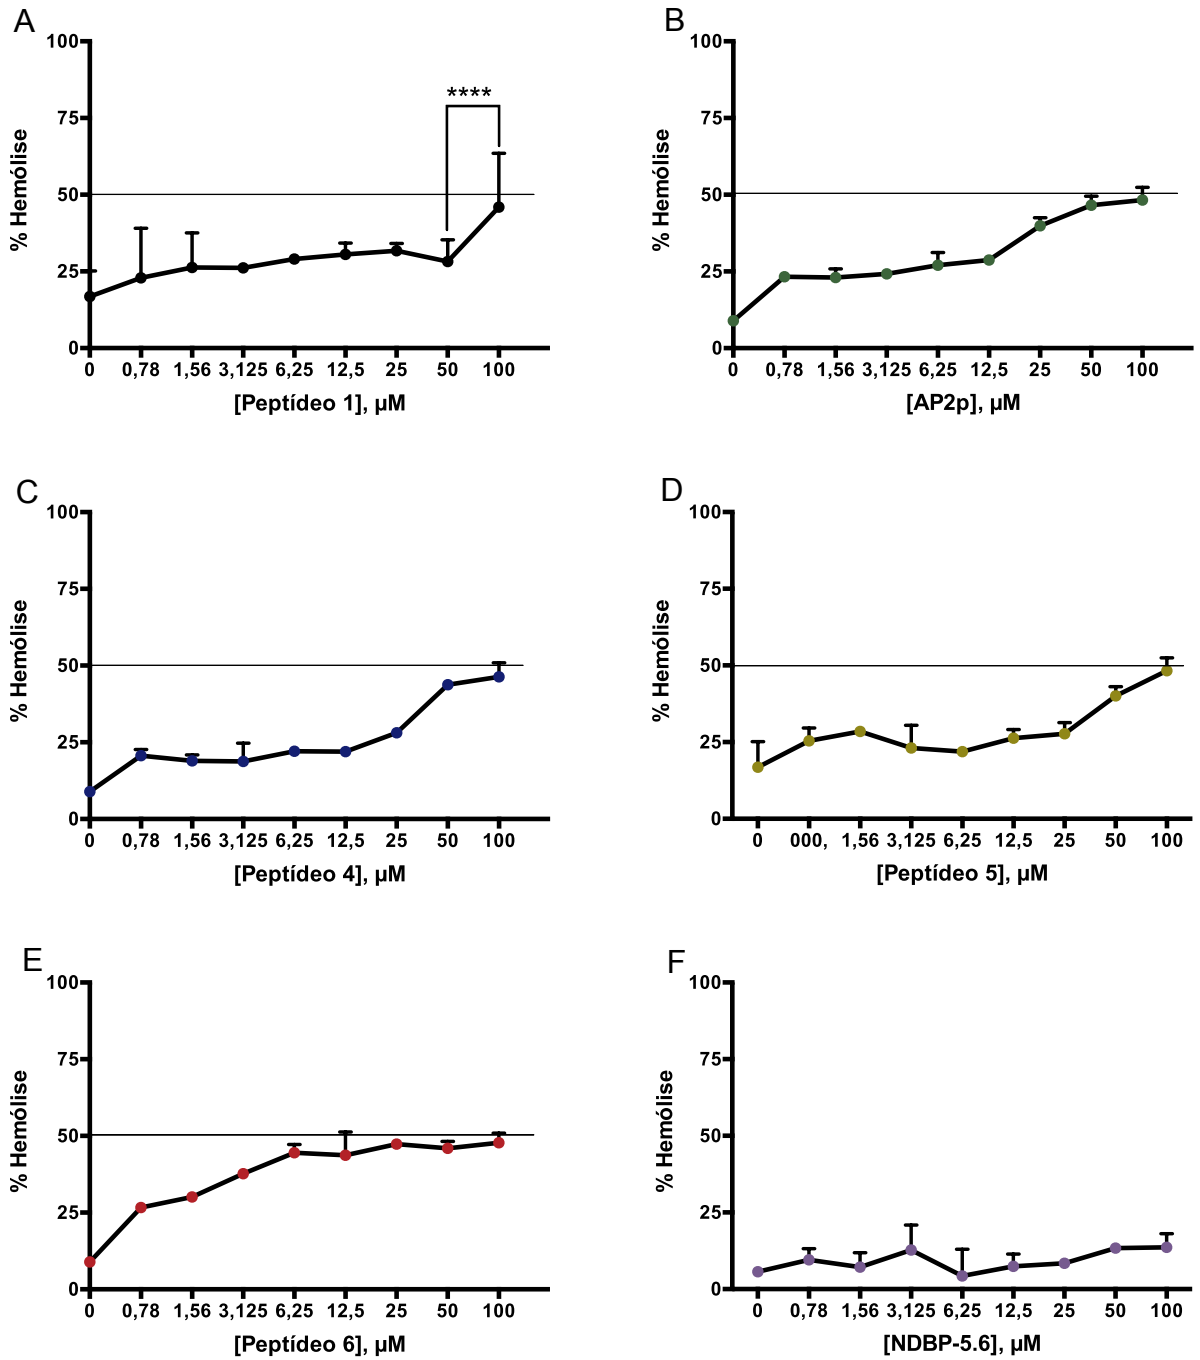 A
100
75
50
25
0
% Hemólise
****
0 0,78 1,56 3,125 6,25 12,5 25 50 100
[Peptídeo 1], µM
B
100
75
50
25
0
% Hemólise
0 0,78 1,56 3,125 6,25 12,5 25 50 100
[AP2p], µM
C
100
75
50
25
0
% Hemólise
0 0,78 1,56 3,125 6,25 12,5 25 50 100
[Peptídeo 4], µM
D
100
75
50
25
0
% Hemólise
0 000, 1,56 3,125 6,25 12,5 25 50 100
[Peptídeo 5], µM
E
100
75
50
25
0
% Hemólise
0 0,78 1,56 3,125 6,25 12,5 25 50 100
[Peptídeo 6], µM
F
100
75
50
25
0
% Hemólise
0 0,78 1,56 3,125 6,25 12,5 25 50 100
[NDBP-5.6], µM